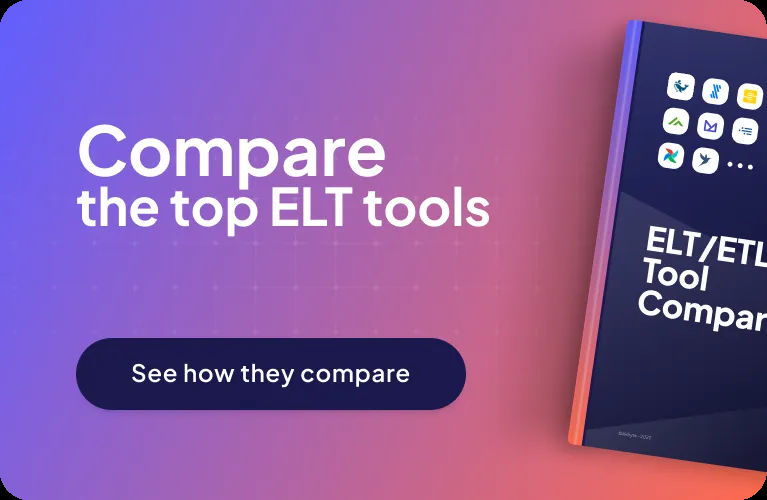 Compare
the top ELT tools
See how they compare
ELT/ETL
Tool
Compar